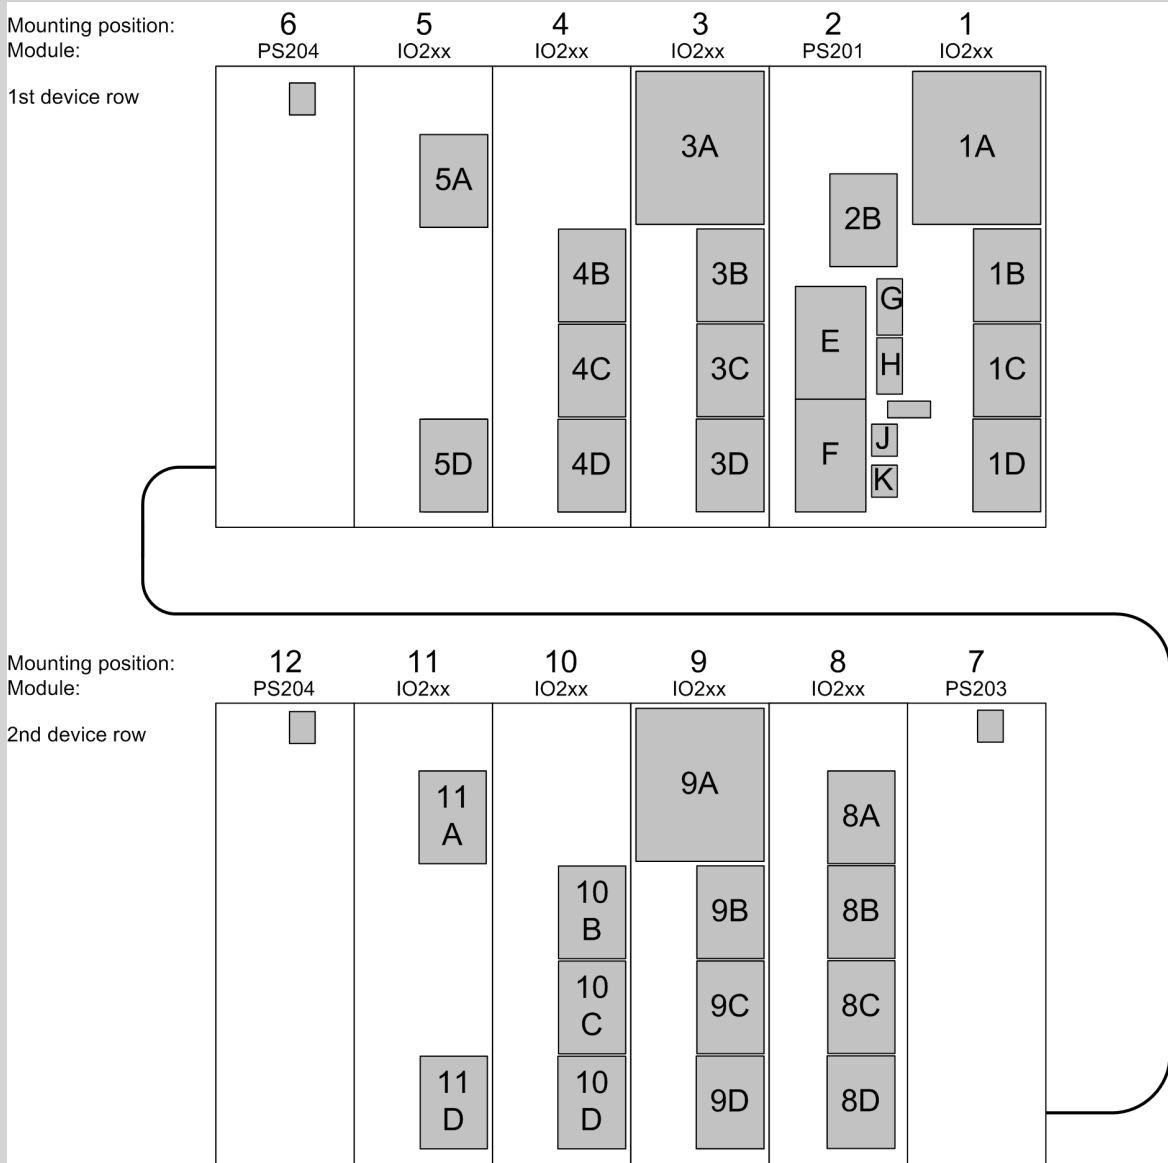 Mounting position: 6 5 4 3 2 1
Module: PS204 IO2xx IO2xx IO2xx PS201 IO2xx
1st device row
3A 1A
5A
2B
4B 3B 1B
G
E
H
4C 3C 1C
J
F
5D 4D 3D 1D
K
Mounting position: 12 11 10 9 8 7
Module: PS204 IO2xx IO2xx IO2xx IO2xx PS203
2nd device row
9A
11
A
8A
10
B
9B 8B
10
C
9C 8C
11
D
10
D
9D 8D